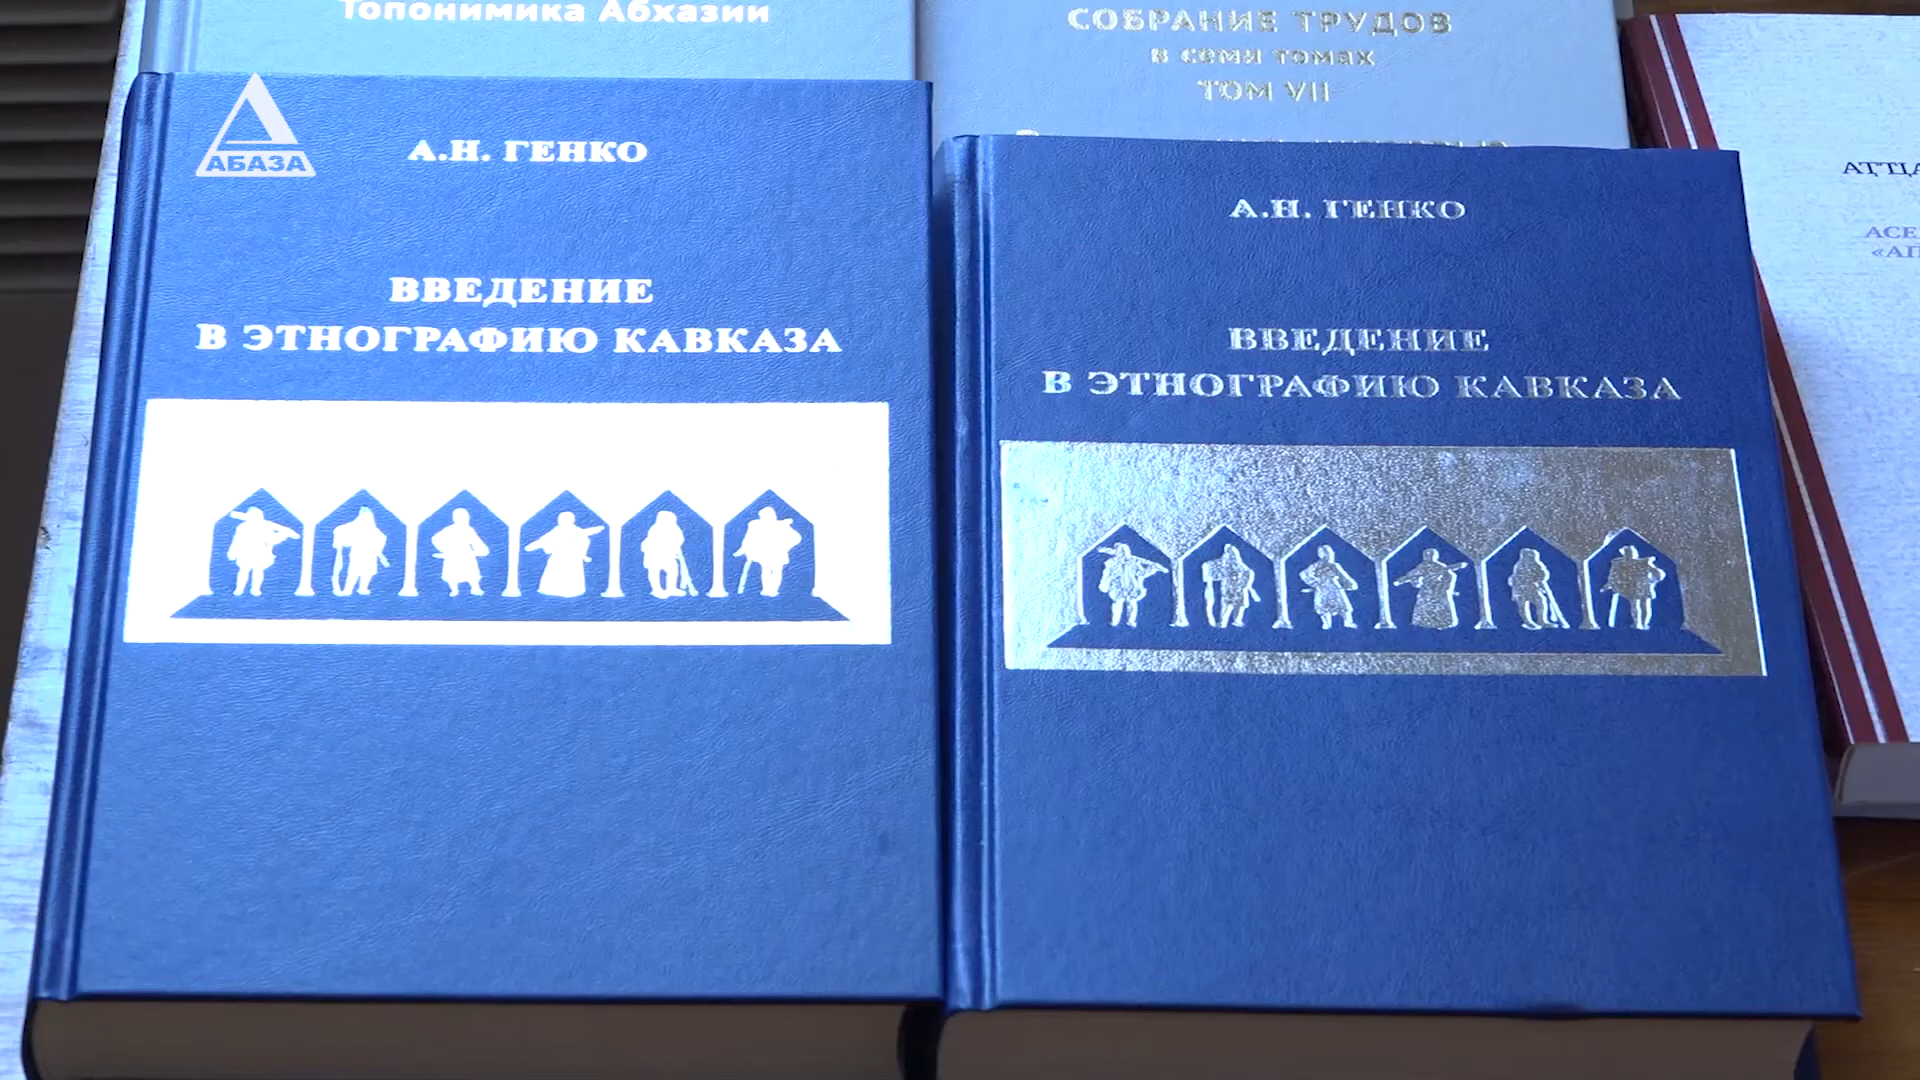 Топонимика Абхазии
СОБРАНИЕ ТРУДОВ
в семи томах
ТОМ VII
АБАЗА
А.Н. ГЕНКО
ВВЕДЕНИЕ
В ЭТНОГРАФИЮ КАВКАЗА
А.Н. ГЕНКО
ВВЕДЕНИЕ
В ЭТНОГРАФИЮ КАВКАЗА